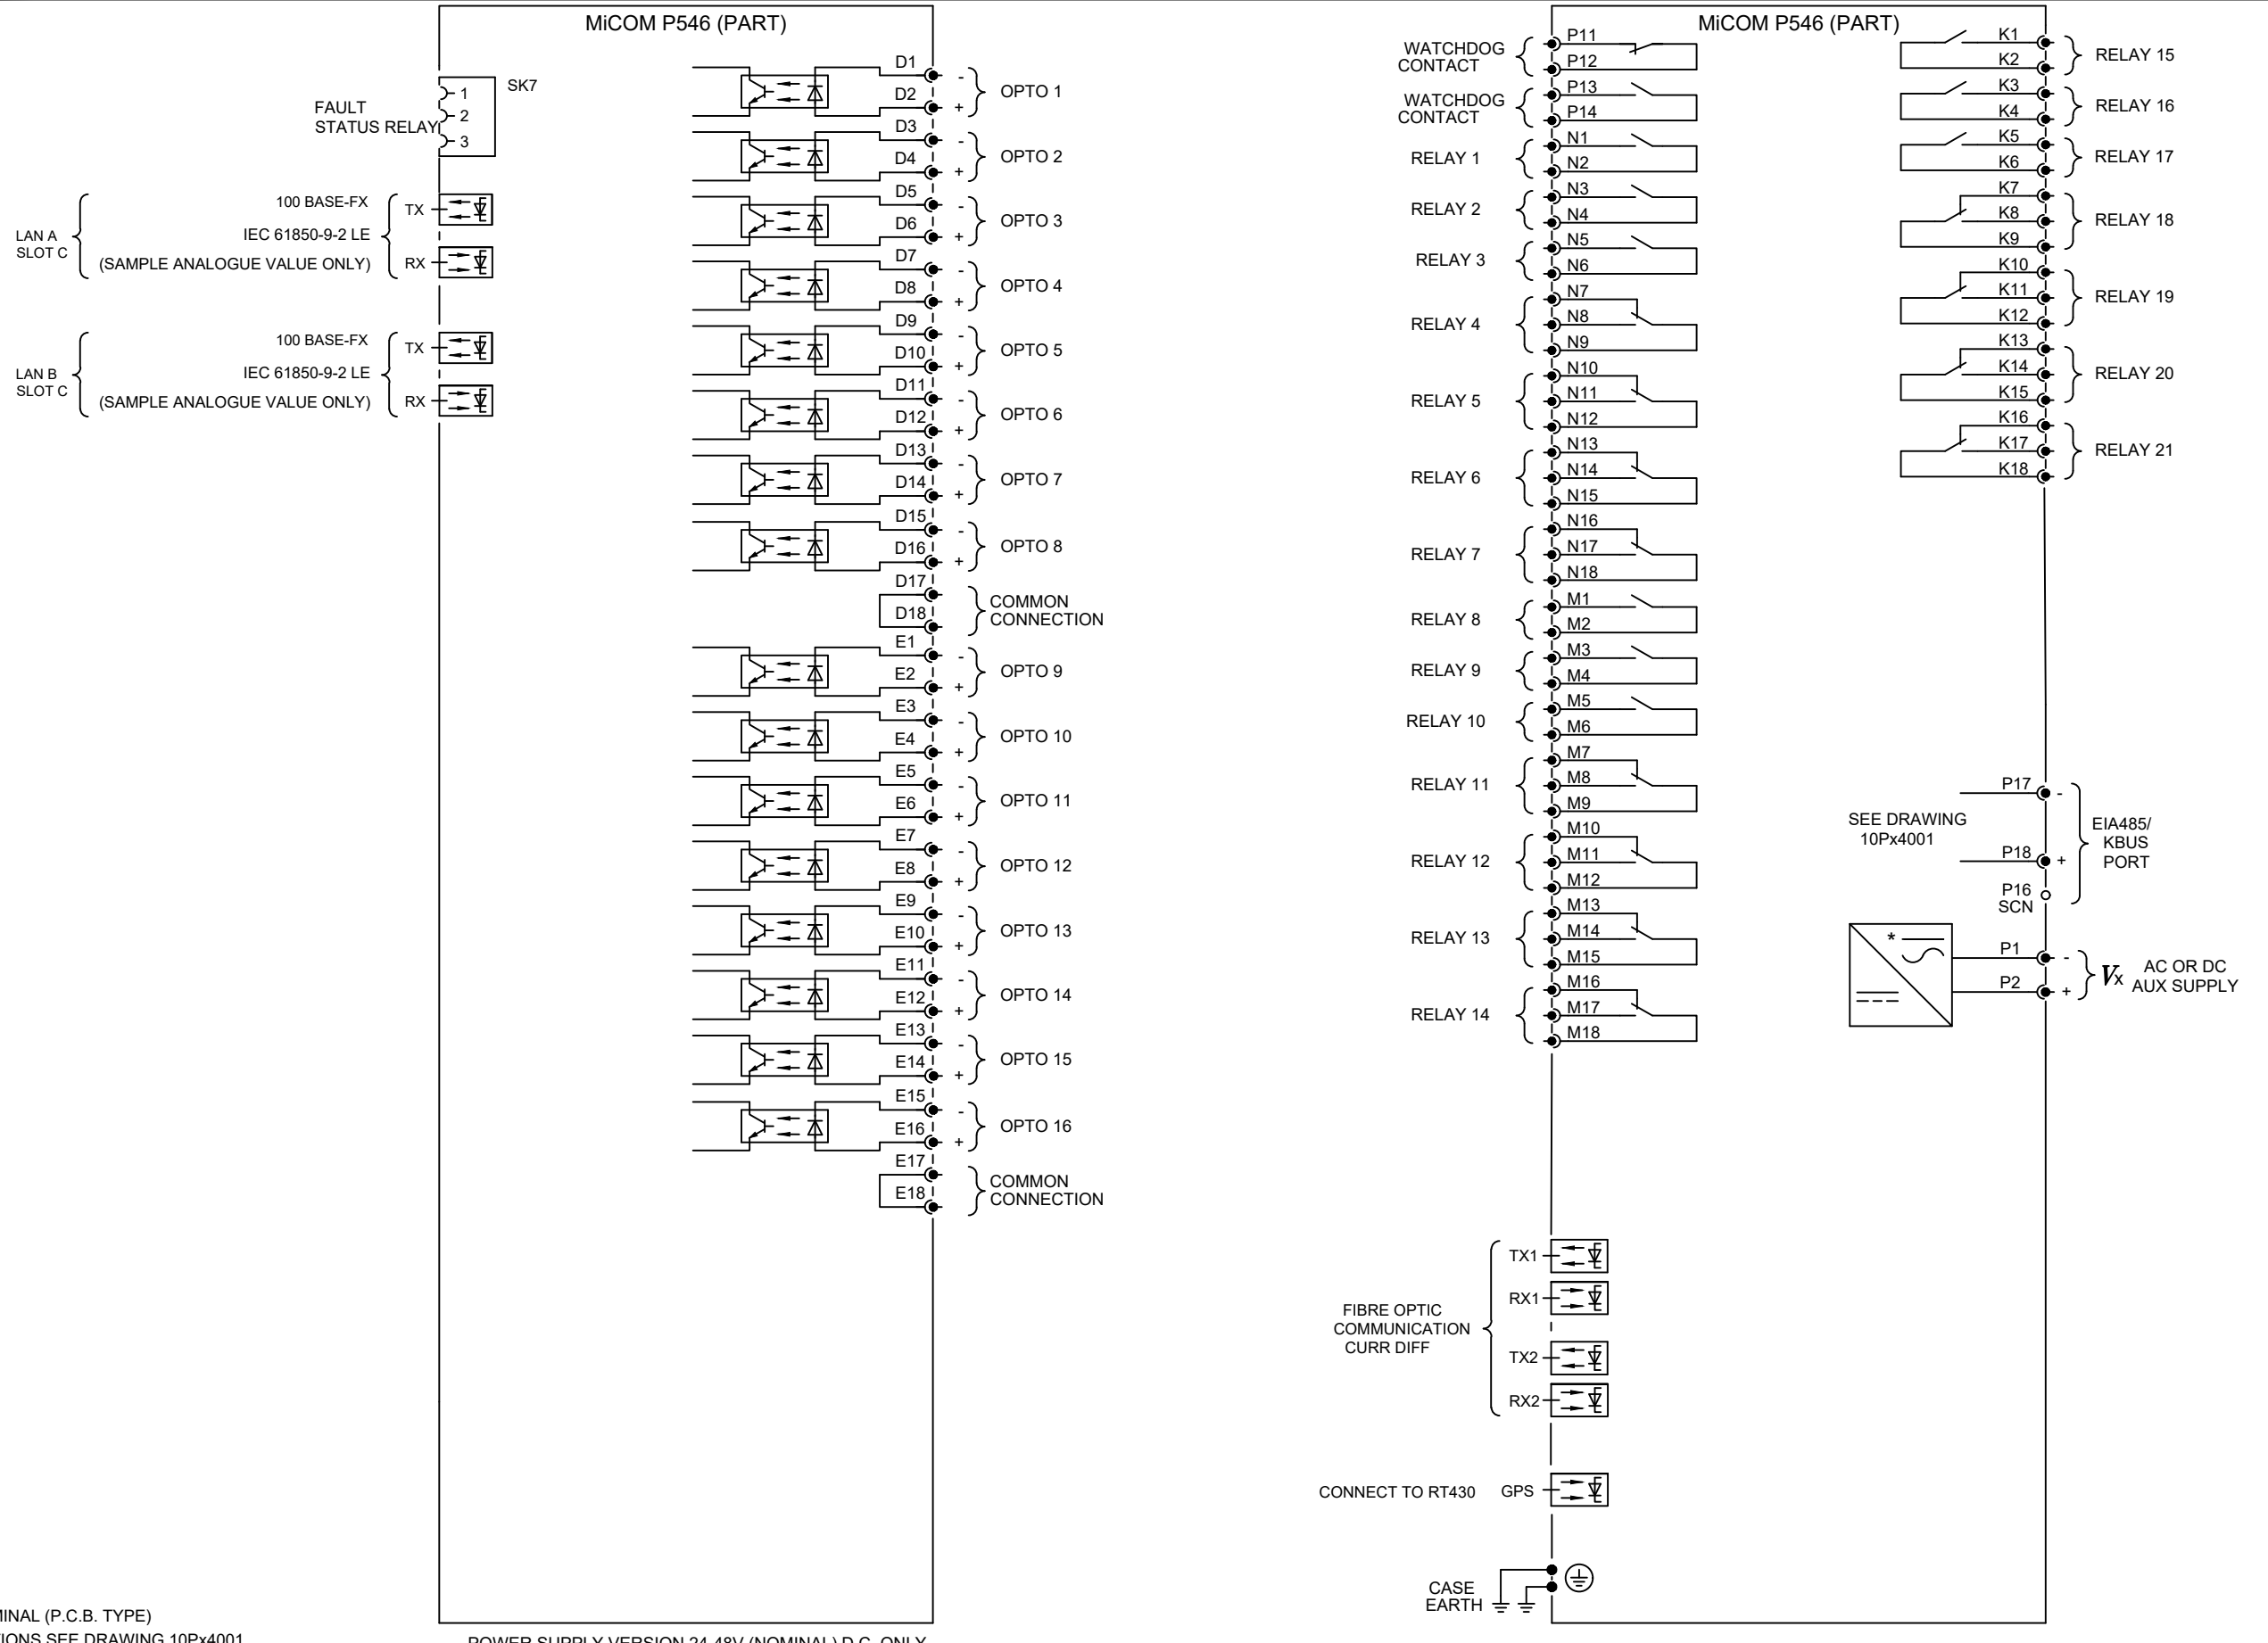 MiCOM P546 (PART)
SK7
FAULT
STATUS RELAY
1
2
3
LAN A
SLOT C
100 BASE-FX
IEC 61850-9-2 LE
(SAMPLE ANALOGUE VALUE ONLY)
TX
RX
LAN B
SLOT C
100 BASE-FX
IEC 61850-9-2 LE
(SAMPLE ANALOGUE VALUE ONLY)
TX
RX
D1 -
D2 +
OPTO 1
D3 -
D4 +
OPTO 2
D5 -
D6 +
OPTO 3
D7 -
D8 +
OPTO 4
D9 -
D10 +
OPTO 5
D11 -
D12 +
OPTO 6
D13 -
D14 +
OPTO 7
D15 -
D16 +
OPTO 8
D17
D18
COMMON
CONNECTION
E1 -
E2 +
OPTO 9
E3 -
E4 +
OPTO 10
E5 -
E6 +
OPTO 11
E7 -
E8 +
OPTO 12
E9 -
E10 +
OPTO 13
E11 -
E12 +
OPTO 14
E13 -
E14 +
OPTO 15
E15 -
E16 +
OPTO 16
E17
E18
COMMON
CONNECTION
MINAL (P.C.B. TYPE)
TIONS SEE DRAWING 10Px4001
POWER SUPPLY VERSION 24-48V (NOMINAL) D.C. ONLY
MiCOM P546 (PART)
WATCHDOG
CONTACT
P11
P12
WATCHDOG
CONTACT
P13
P14
RELAY 1
N1
N2
RELAY 2
N3
N4
RELAY 3
N5
N6
RELAY 4
N7
N8
N9
RELAY 5
N10
N11
N12
RELAY 6
N13
N14
N15
RELAY 7
N16
N17
N18
RELAY 8
M1
M2
RELAY 9
M3
M4
RELAY 10
M5
M6
RELAY 11
M7
M8
M9
RELAY 12
M10
M11
M12
RELAY 13
M13
M14
M15
RELAY 14
M16
M17
M18
FIBRE OPTIC
COMMUNICATION
CURR DIFF
TX1
RX1
TX2
RX2
CONNECT TO RT430 GPS
CASE
EARTH
K1
K2
RELAY 15
K3
K4
RELAY 16
K5
K6
RELAY 17
K7
K8
K9
RELAY 18
K10
K11
K12
RELAY 19
K13
K14
K15
RELAY 20
K16
K17
K18
RELAY 21
SEE DRAWING
10Px4001
P17 -
P18 +
P16
SCN
EIA485/
KBUS
PORT
*
P1 -
P2 +
Vx
AC OR DC
AUX SUPPLY